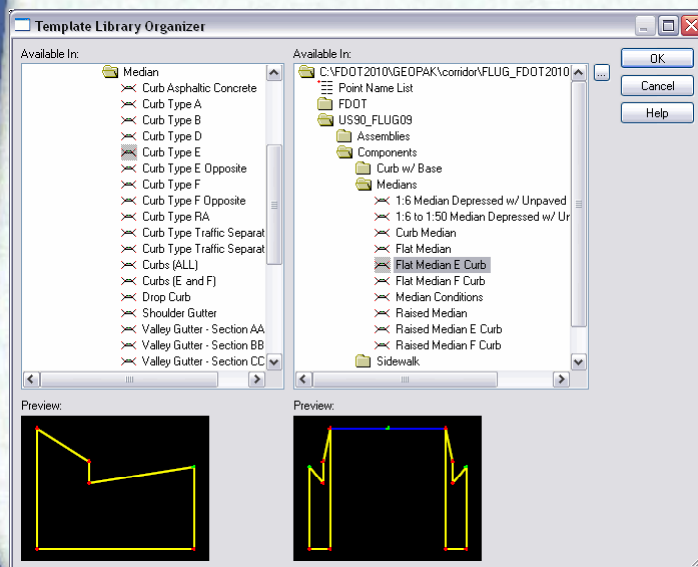 Template Library Organizer
Available In:
Median
Curb Asphaltic Concrete
Curb Type A
Curb Type B
Curb Type D
Curb Type E
Curb Type E Opposite
Curb Type F
Curb Type F Opposite
Curb Type RA
Curb Type Traffic Separat
Curb Type Traffic Separat
Curbs (ALL)
Curbs (E and F)
Drop Curb
Shoulder Gutter
Valley Gutter - Section AA
Valley Gutter - Section BB
Valley Gutter - Section CC
Preview:
Available In:
C:\FDOT2010\GEOPAK\corridor\FLUG_FDOT2010
Point Name List
FDOT
US90_FLUG09
Assemblies
Components
Curb w/ Base
Medians
1:6 Median Depressed w/ Unpaved
1:6 to 1:50 Median Depressed w/ Ur
Curb Median
Flat Median
Flat Median E Curb
Flat Median F Curb
Median Conditions
Raised Median
Raised Median E Curb
Raised Median F Curb
Sidewalk
Preview:
...
OK
Cancel
Help